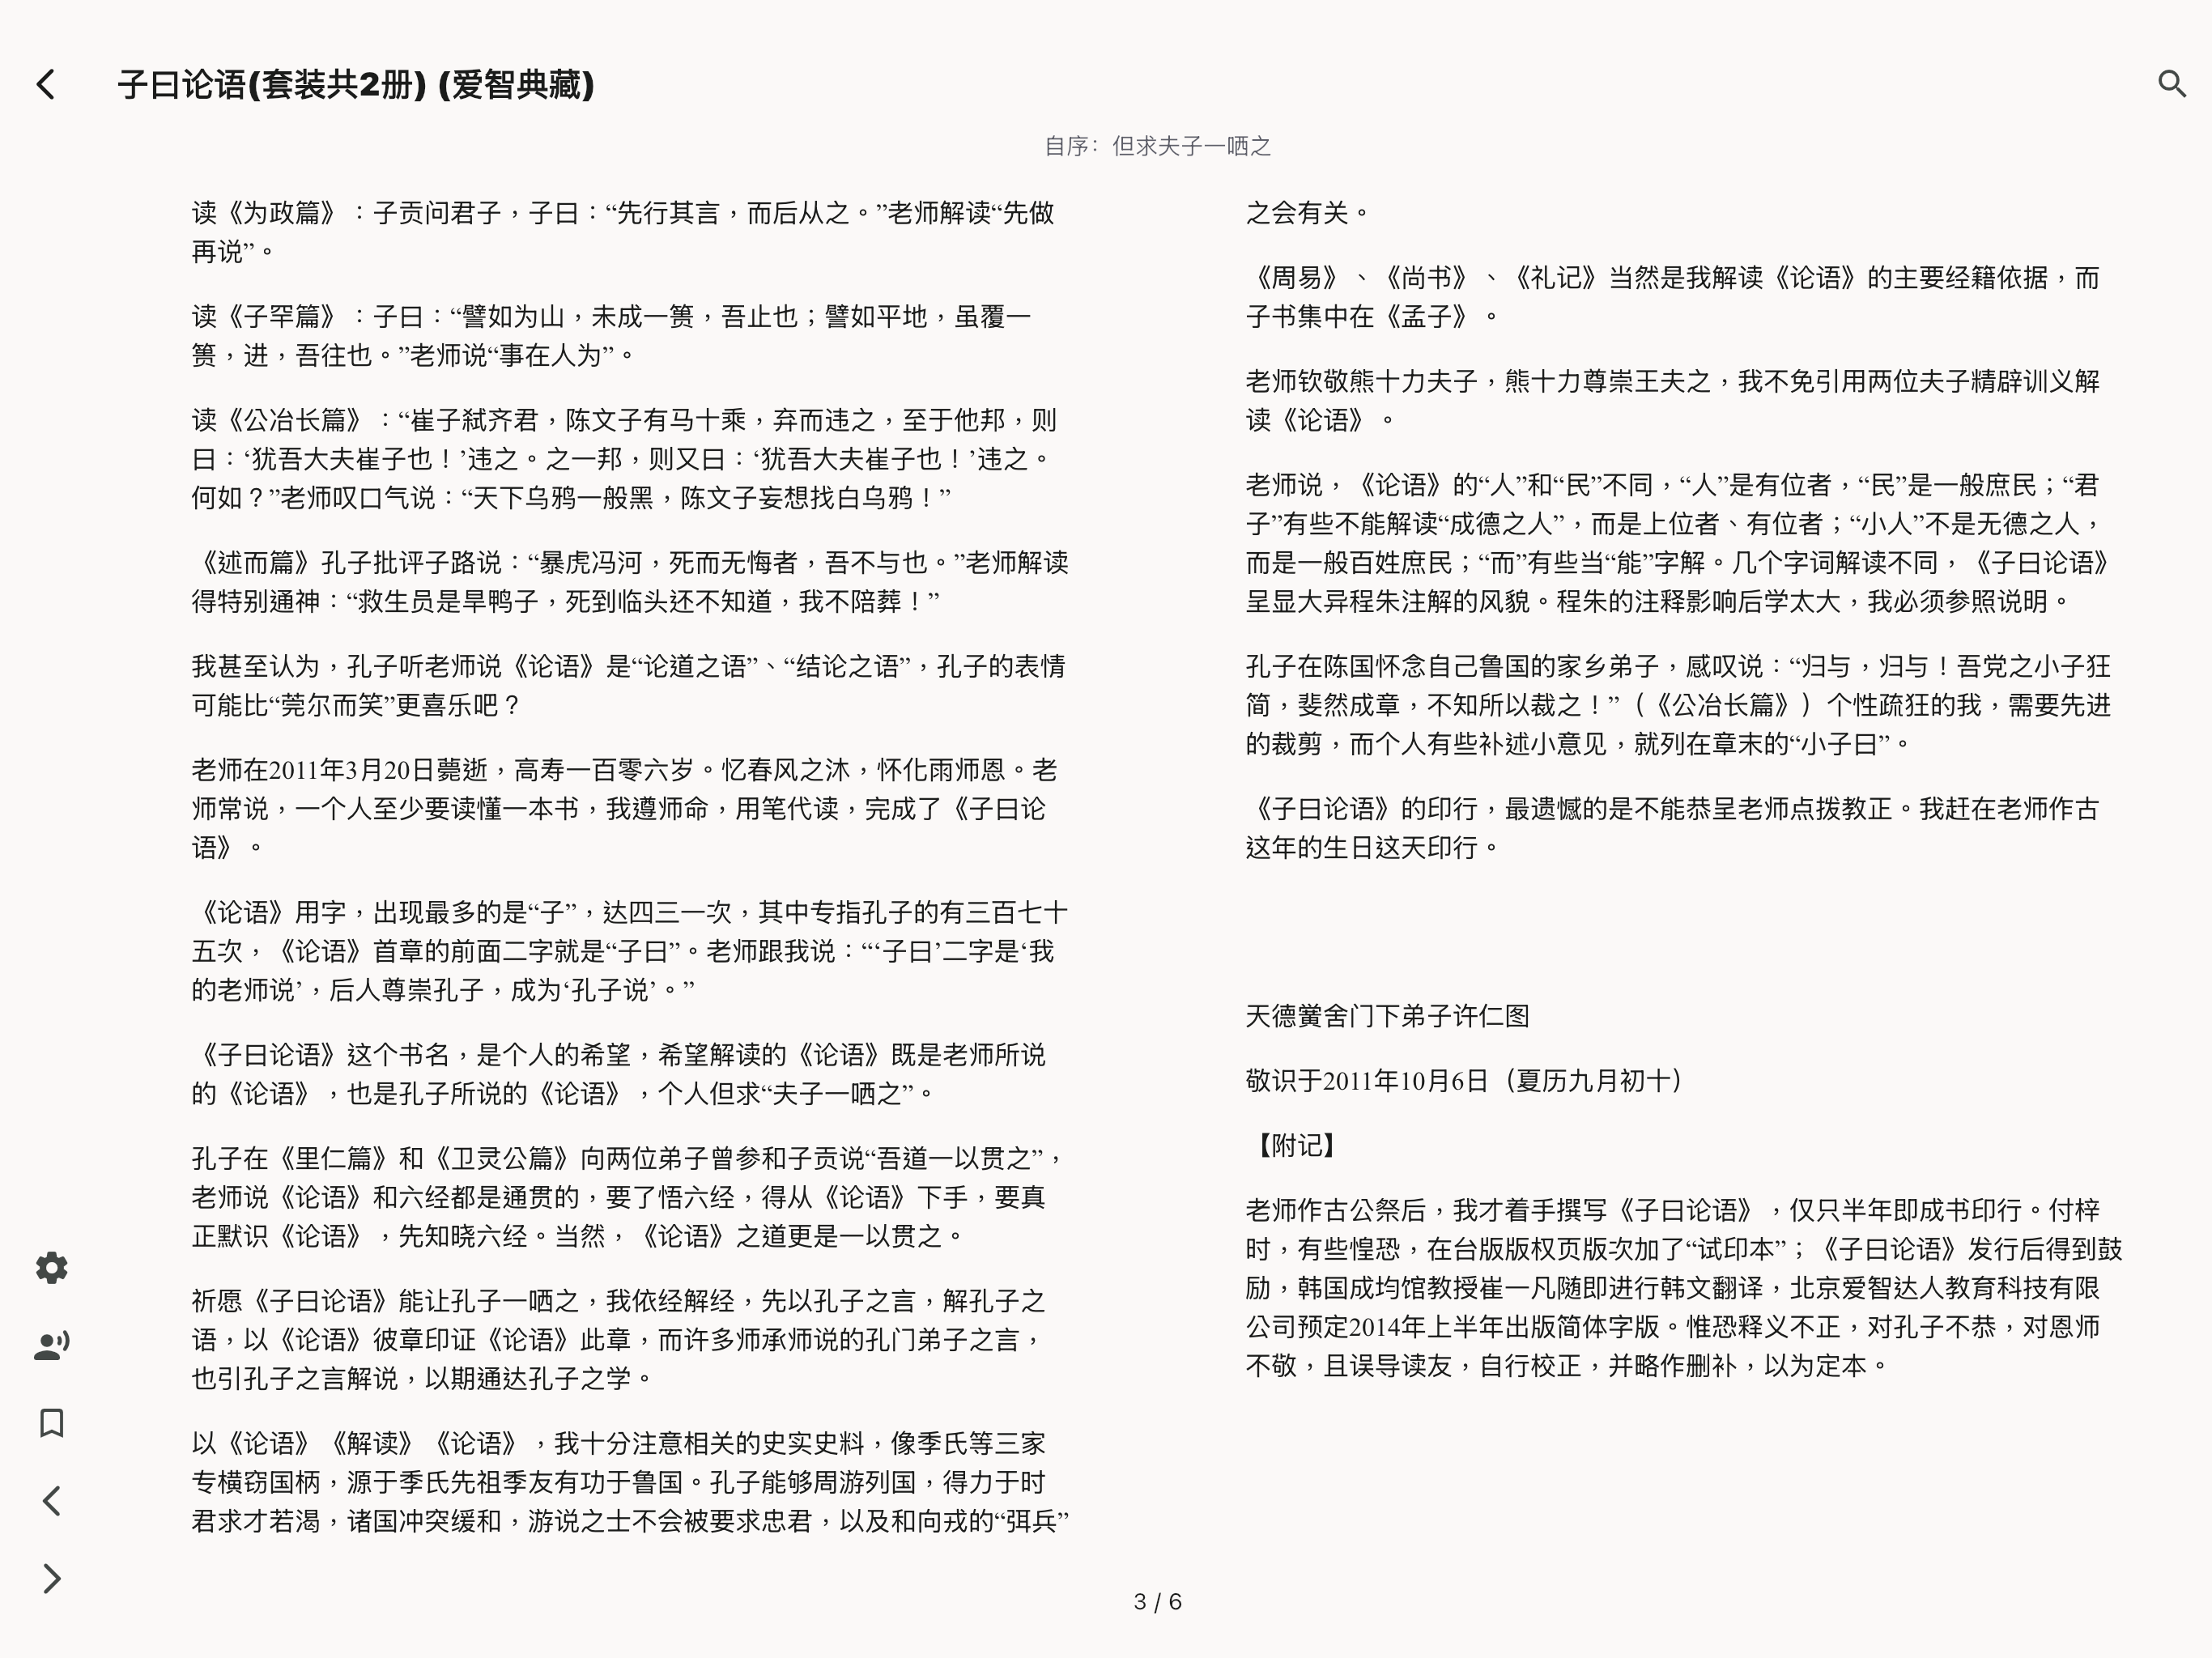 子曰论语(套装共2册) (爱智典藏)
自序：但求夫子一哂之
读《为政篇》：子贡问君子，子曰：“先行其言，而后从之。”老师解读“先做
再说”。
读《子罕篇》：子曰：“譬如为山，未成一篑，吾止也；譬如平地，虽覆一
篑，进，吾往也。”老师说“事在人为”。
读《公冶长篇》：“崔子弑齐君，陈文子有马十乘，弃而违之，至于他邦，则
曰：‘犹吾大夫崔子也！’违之。之一邦，则又曰：‘犹吾大夫崔子也！’违之。
何如？”老师叹口气说：“天下乌鸦一般黑，陈文子妄想找白乌鸦！”
《述而篇》孔子批评子路说：“暴虎冯河，死而无悔者，吾不与也。”老师解读
得特别通神：“救生员是旱鸭子，死到临头还不知道，我不陪葬！”
我甚至认为，孔子听老师说《论语》是“论道之语”、“结论之语”，孔子的表情
可能比“莞尔而笑”更喜乐吧？
老师在2011年3月20日薨逝，高寿一百零六岁。忆春风之沐，怀化雨师恩。老
师常说，一个人至少要读懂一本书，我遵师命，用笔代读，完成了《子曰论
语》。
《论语》用字，出现最多的是“子”，达四三一次，其中专指孔子的有三百七十
五次，《论语》首章的前面二字就是“子曰”。老师跟我说：“‘子曰’二字是‘我
的老师说’，后人尊崇孔子，成为‘孔子说’。”
《子曰论语》这个书名，是个人的希望，希望解读的《论语》既是老师所说
的《论语》，也是孔子所说的《论语》，个人但求“夫子一哂之”。
孔子在《里仁篇》和《卫灵公篇》向两位弟子曾参和子贡说“吾道一以贯之”，
老师说《论语》和六经都是通贯的，要了悟六经，得从《论语》下手，要真
正默识《论语》，先知晓六经。当然，《论语》之道更是一以贯之。
祈愿《子曰论语》能让孔子一哂之，我依经解经，先以孔子之言，解孔子之
语，以《论语》彼章印证《论语》此章，而许多师承师说的孔门弟子之言，
也引孔子之言解说，以期通达孔子之学。
以《论语》《解读》《论语》，我十分注意相关的史实史料，像季氏等三家
专横窃国柄，源于季氏先祖季友有功于鲁国。孔子能够周游列国，得力于时
君求才若渴，诸国冲突缓和，游说之士不会被要求忠君，以及和向戎的“弭兵”
之会有关。
《周易》、《尚书》、《礼记》当然是我解读《论语》的主要经籍依据，而
子书集中在《孟子》。
老师钦敬熊十力夫子，熊十力尊崇王夫之，我不免引用两位夫子精辟训义解
读《论语》。
老师说，《论语》的“人”和“民”不同，“人”是有位者，“民”是一般庶民；“君
子”有些不能解读“成德之人”，而是上位者、有位者；“小人”不是无德之人，
而是一般百姓庶民；“而”有些当“能”字解。几个字词解读不同，《子曰论语》
呈显大异程朱注解的风貌。程朱的注释影响后学太大，我必须参照说明。
孔子在陈国怀念自己鲁国的家乡弟子，感叹说：“归与，归与！吾党之小子狂
简，斐然成章，不知所以裁之！”（《公冶长篇》）个性疏狂的我，需要先进
的裁剪，而个人有些补述小意见，就列在章末的“小子曰”。
《子曰论语》的印行，最遗憾的是不能恭呈老师点拨教正。我赶在老师作古
这年的生日这天印行。
天德黉舍门下弟子许仁图
敬识于2011年10月6日（夏历九月初十）
【附记】
老师作古公祭后，我才着手撰写《子曰论语》，仅只半年即成书印行。付梓
时，有些惶恐，在台版版权页版次加了“试印本”；《子曰论语》发行后得到鼓
励，韩国成均馆教授崔一凡随即进行韩文翻译，北京爱智达人教育科技有限
公司预定2014年上半年出版简体字版。惟恐释义不正，对孔子不恭，对恩师
不敬，且误导读友，自行校正，并略作删补，以为定本。
3 / 6